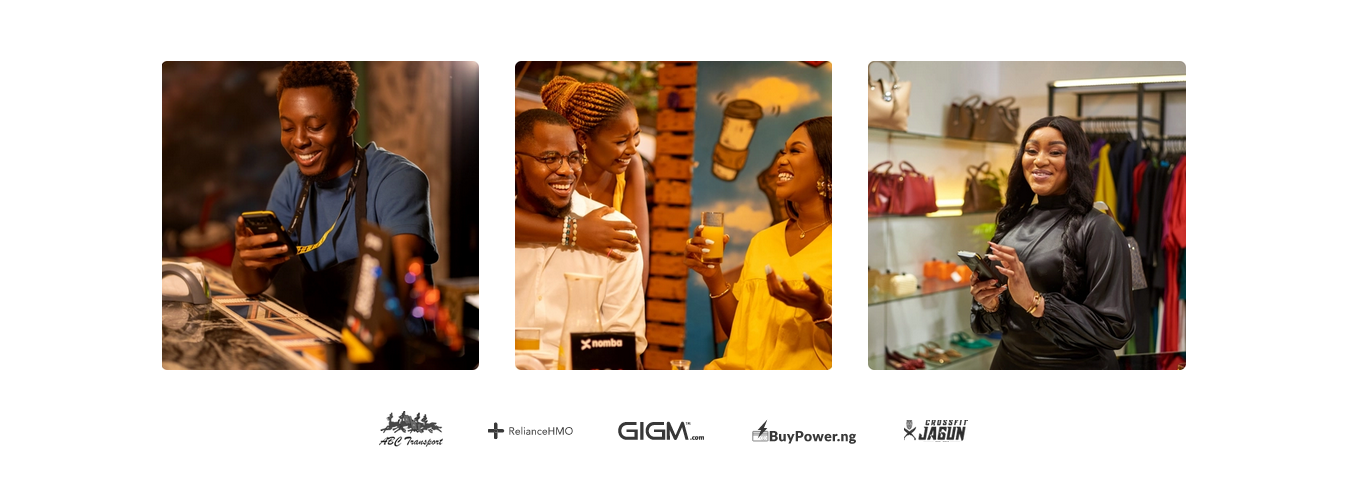 nomba
ABC Transport
RelianceHMO
GIGM.com
BuyPower.ng
CROSSFIT
JAGUN